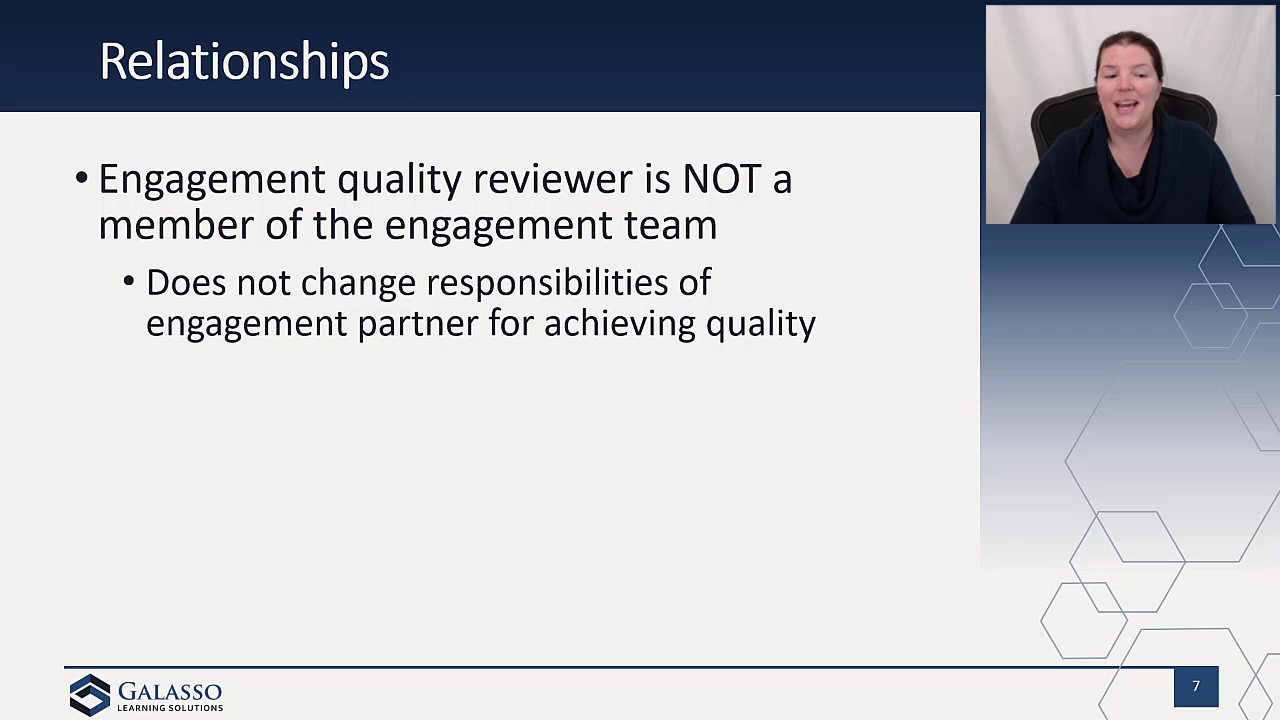 Relationships
• Engagement quality reviewer is NOT a
member of the engagement team
• Does not change responsibilities of
engagement partner for achieving quality
GALASSO
LEARNING SOLUTIONS
7